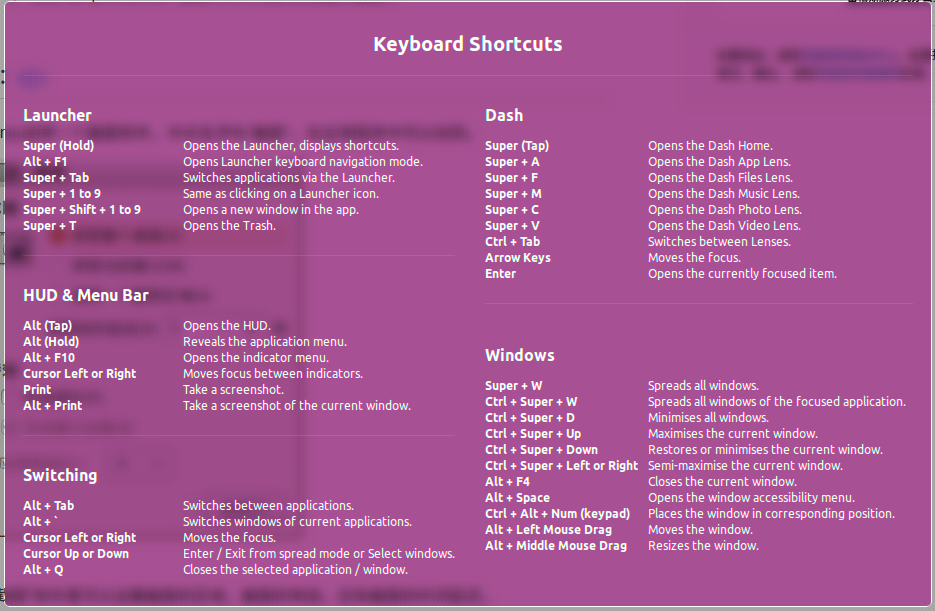 Keyboard Shortcuts
Launcher
Super (Hold) Opens the Launcher, displays shortcuts.
Alt + F1 Opens Launcher keyboard navigation mode.
Super + Tab Switches applications via the Launcher.
Super + 1 to 9 Same as clicking on a Launcher icon.
Super + Shift + 1 to 9 Opens a new window in the app.
Super + T Opens the Trash.
HUD & Menu Bar
Alt (Tap) Opens the HUD.
Alt (Hold) Reveals the application menu.
Alt + F10 Opens the indicator menu.
Cursor Left or Right Moves focus between indicators.
Print Take a screenshot.
Alt + Print Take a screenshot of the current window.
Switching
Alt + Tab Switches between applications.
Alt + ` Switches windows of current applications.
Cursor Left or Right Moves the focus.
Cursor Up or Down Enter / Exit from spread mode or Select windows.
Alt + Q Closes the selected application / window.
Dash
Super (Tap) Opens the Dash Home.
Super + A Opens the Dash App Lens.
Super + F Opens the Dash Files Lens.
Super + M Opens the Dash Music Lens.
Super + C Opens the Dash Photo Lens.
Super + V Opens the Dash Video Lens.
Ctrl + Tab Switches between Lenses.
Arrow Keys Moves the focus.
Enter Opens the currently focused item.
Windows
Super + W Spreads all windows.
Ctrl + Super + W Spreads all windows of the focused application.
Ctrl + Super + D Minimises all windows.
Ctrl + Super + Up Maximises the current window.
Ctrl + Super + Down Restores or minimises the current window.
Ctrl + Super + Left or Right Semi-maximise the current window.
Alt + F4 Closes the current window.
Alt + Space Opens the window accessibility menu.
Ctrl + Alt + Num (keypad) Places the window in corresponding position.
Alt + Left Mouse Drag Moves the window.
Alt + Middle Mouse Drag Resizes the window.